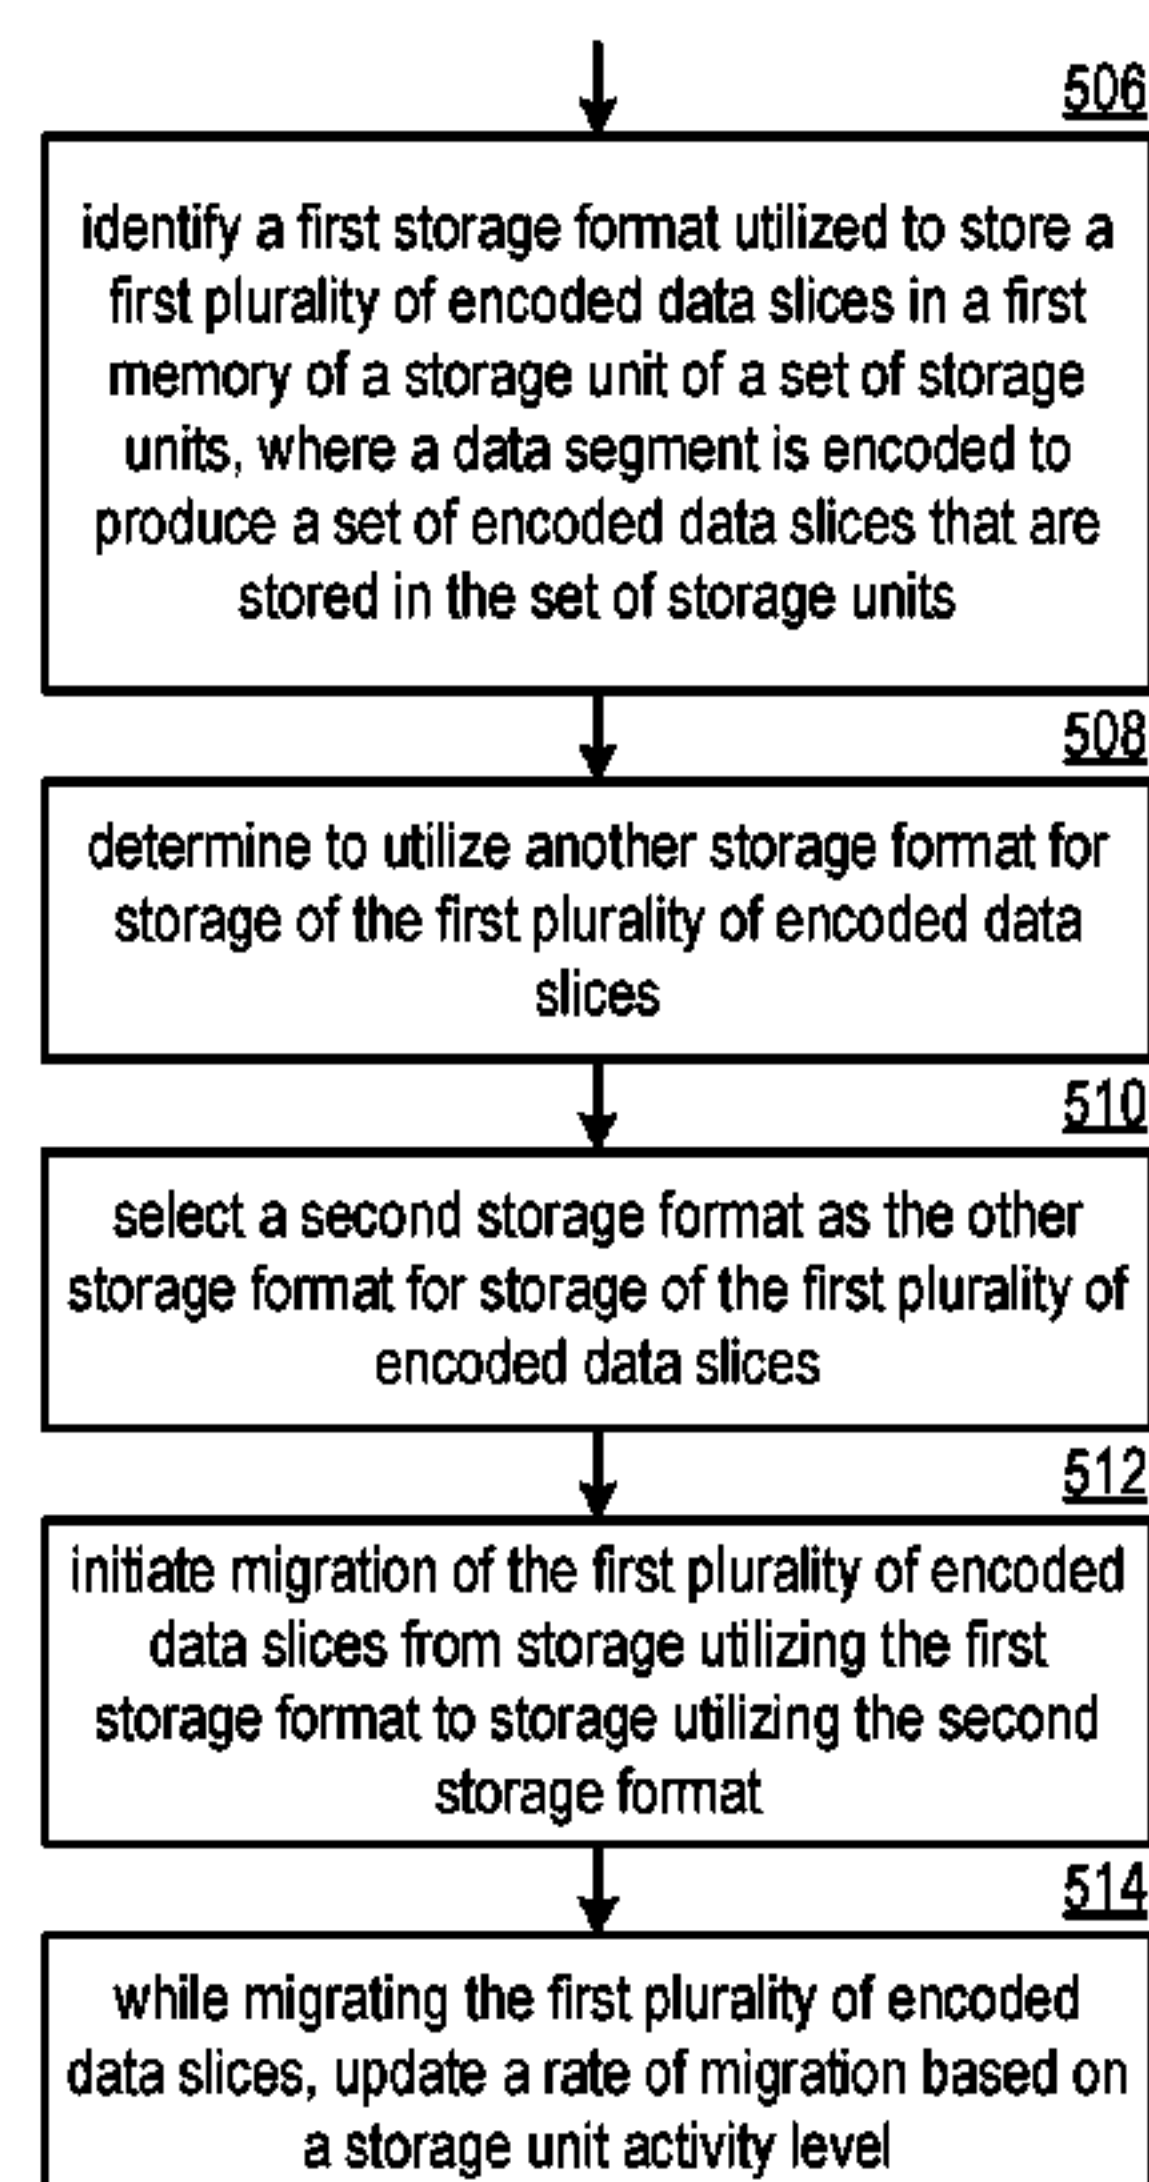 506
identify a first storage format utilized to store a
first plurality of encoded data slices in a first
memory of a storage unit of a set of storage
units, where a data segment is encoded to
produce a set of encoded data slices that are
stored in the set of storage units
508
determine to utilize another storage format for
storage of the first plurality of encoded data
slices
510
select a second storage format as the other
storage format for storage of the first plurality of
encoded data slices
512
initiate migration of the first plurality of encoded
data slices from storage utilizing the first
storage format to storage utilizing the second
storage format
514
while migrating the first plurality of encoded
data slices, update a rate of migration based on
a storage unit activity level